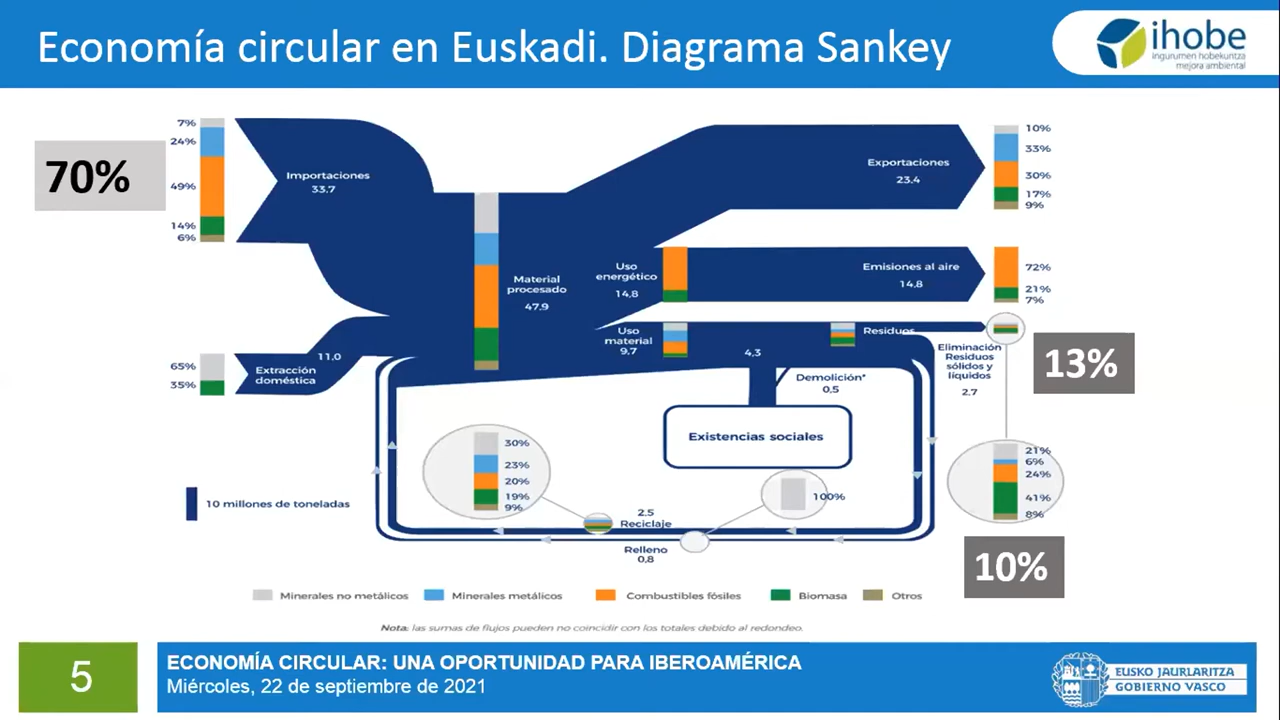 Economía circular en Euskadi. Diagrama Sankey
ihobe
ingurumen hobekuntza
mejora ambiental
70%
7%
24%
49%
14%
6%
Importaciones
33.7
65%
35%
Extracción
doméstica
11,0
Material
procesado
47.9
Exportaciones
23.4
10%
33%
30%
17%
9%
Uso
energético
14,8
Emisiones al aire
14.8
72%
21%
7%
Uso
material
9.7
4,3
Residuos
Demolición*
0,5
Eliminación
Residuos
sólidos y
líquidos
2.7
13%
Existencias sociales
30%
23%
20%
19%
9%
100%
21%
6%
24%
41%
8%
10%
10 millones de toneladas
2.5
Reciclaje
Relleno
0,8
Minerales no metálicos
Minerales metálicos
Combustibles fósiles
Biomasa
Otros
Nota: las sumas de flujos pueden no coincidir con los totales debido al redondeo.
5
ECONOMÍA CIRCULAR: UNA OPORTUNIDAD PARA IBEROAMÉRICA
Miércoles, 22 de septiembre de 2021
EUSKO JAURLARITZA
GOBIERNO VASCO